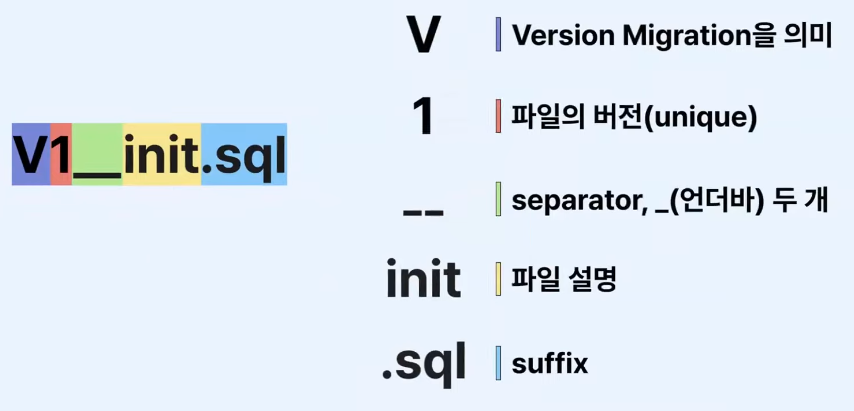 V1__init.sql
V Version Migration을 의미
1 파일의 버전(unique)
__ separator, _(언더바) 두 개
init 파일 설명
.sql suffix